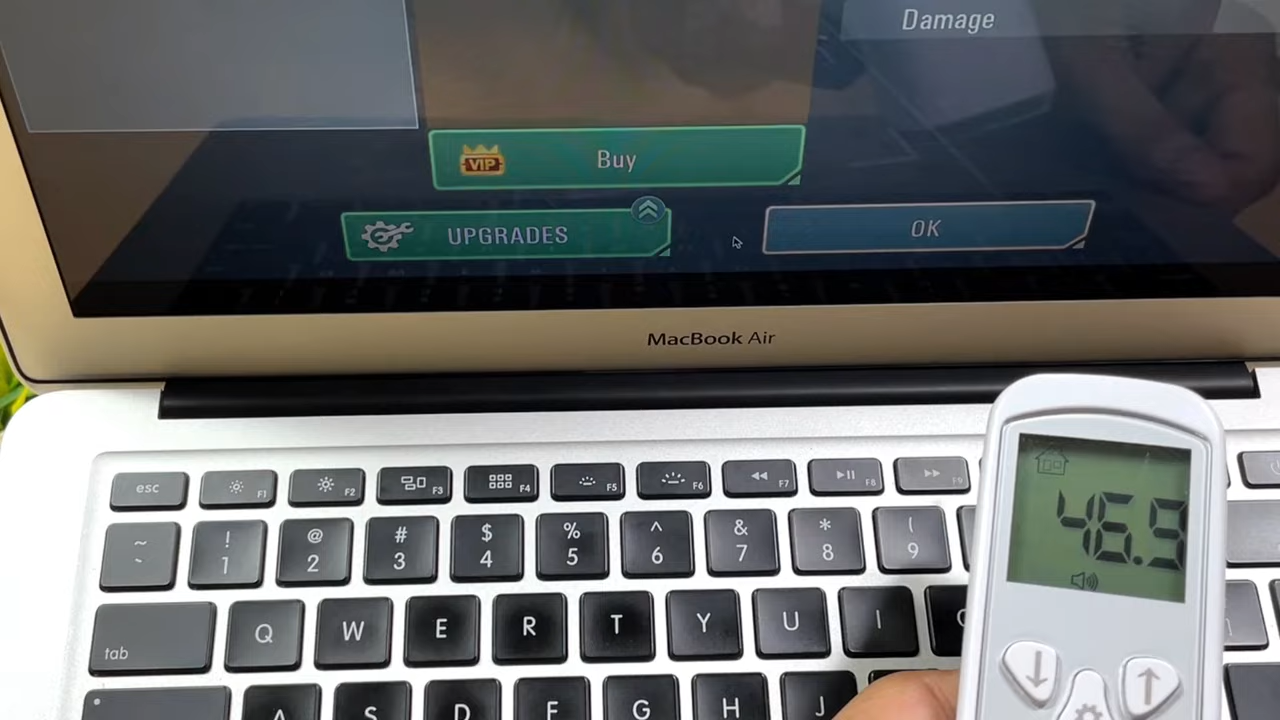 Damage
VIP Buy
UPGRADES OK
MacBook Air
esc F1 F2 F3 F4 F5 F6 F7 F8 F9
~ ! @ # $ % ^ & * (
` 1 2 3 4 5 6 7 8 9
46.9
tab Q W E R T Y U I
A S D F G H J